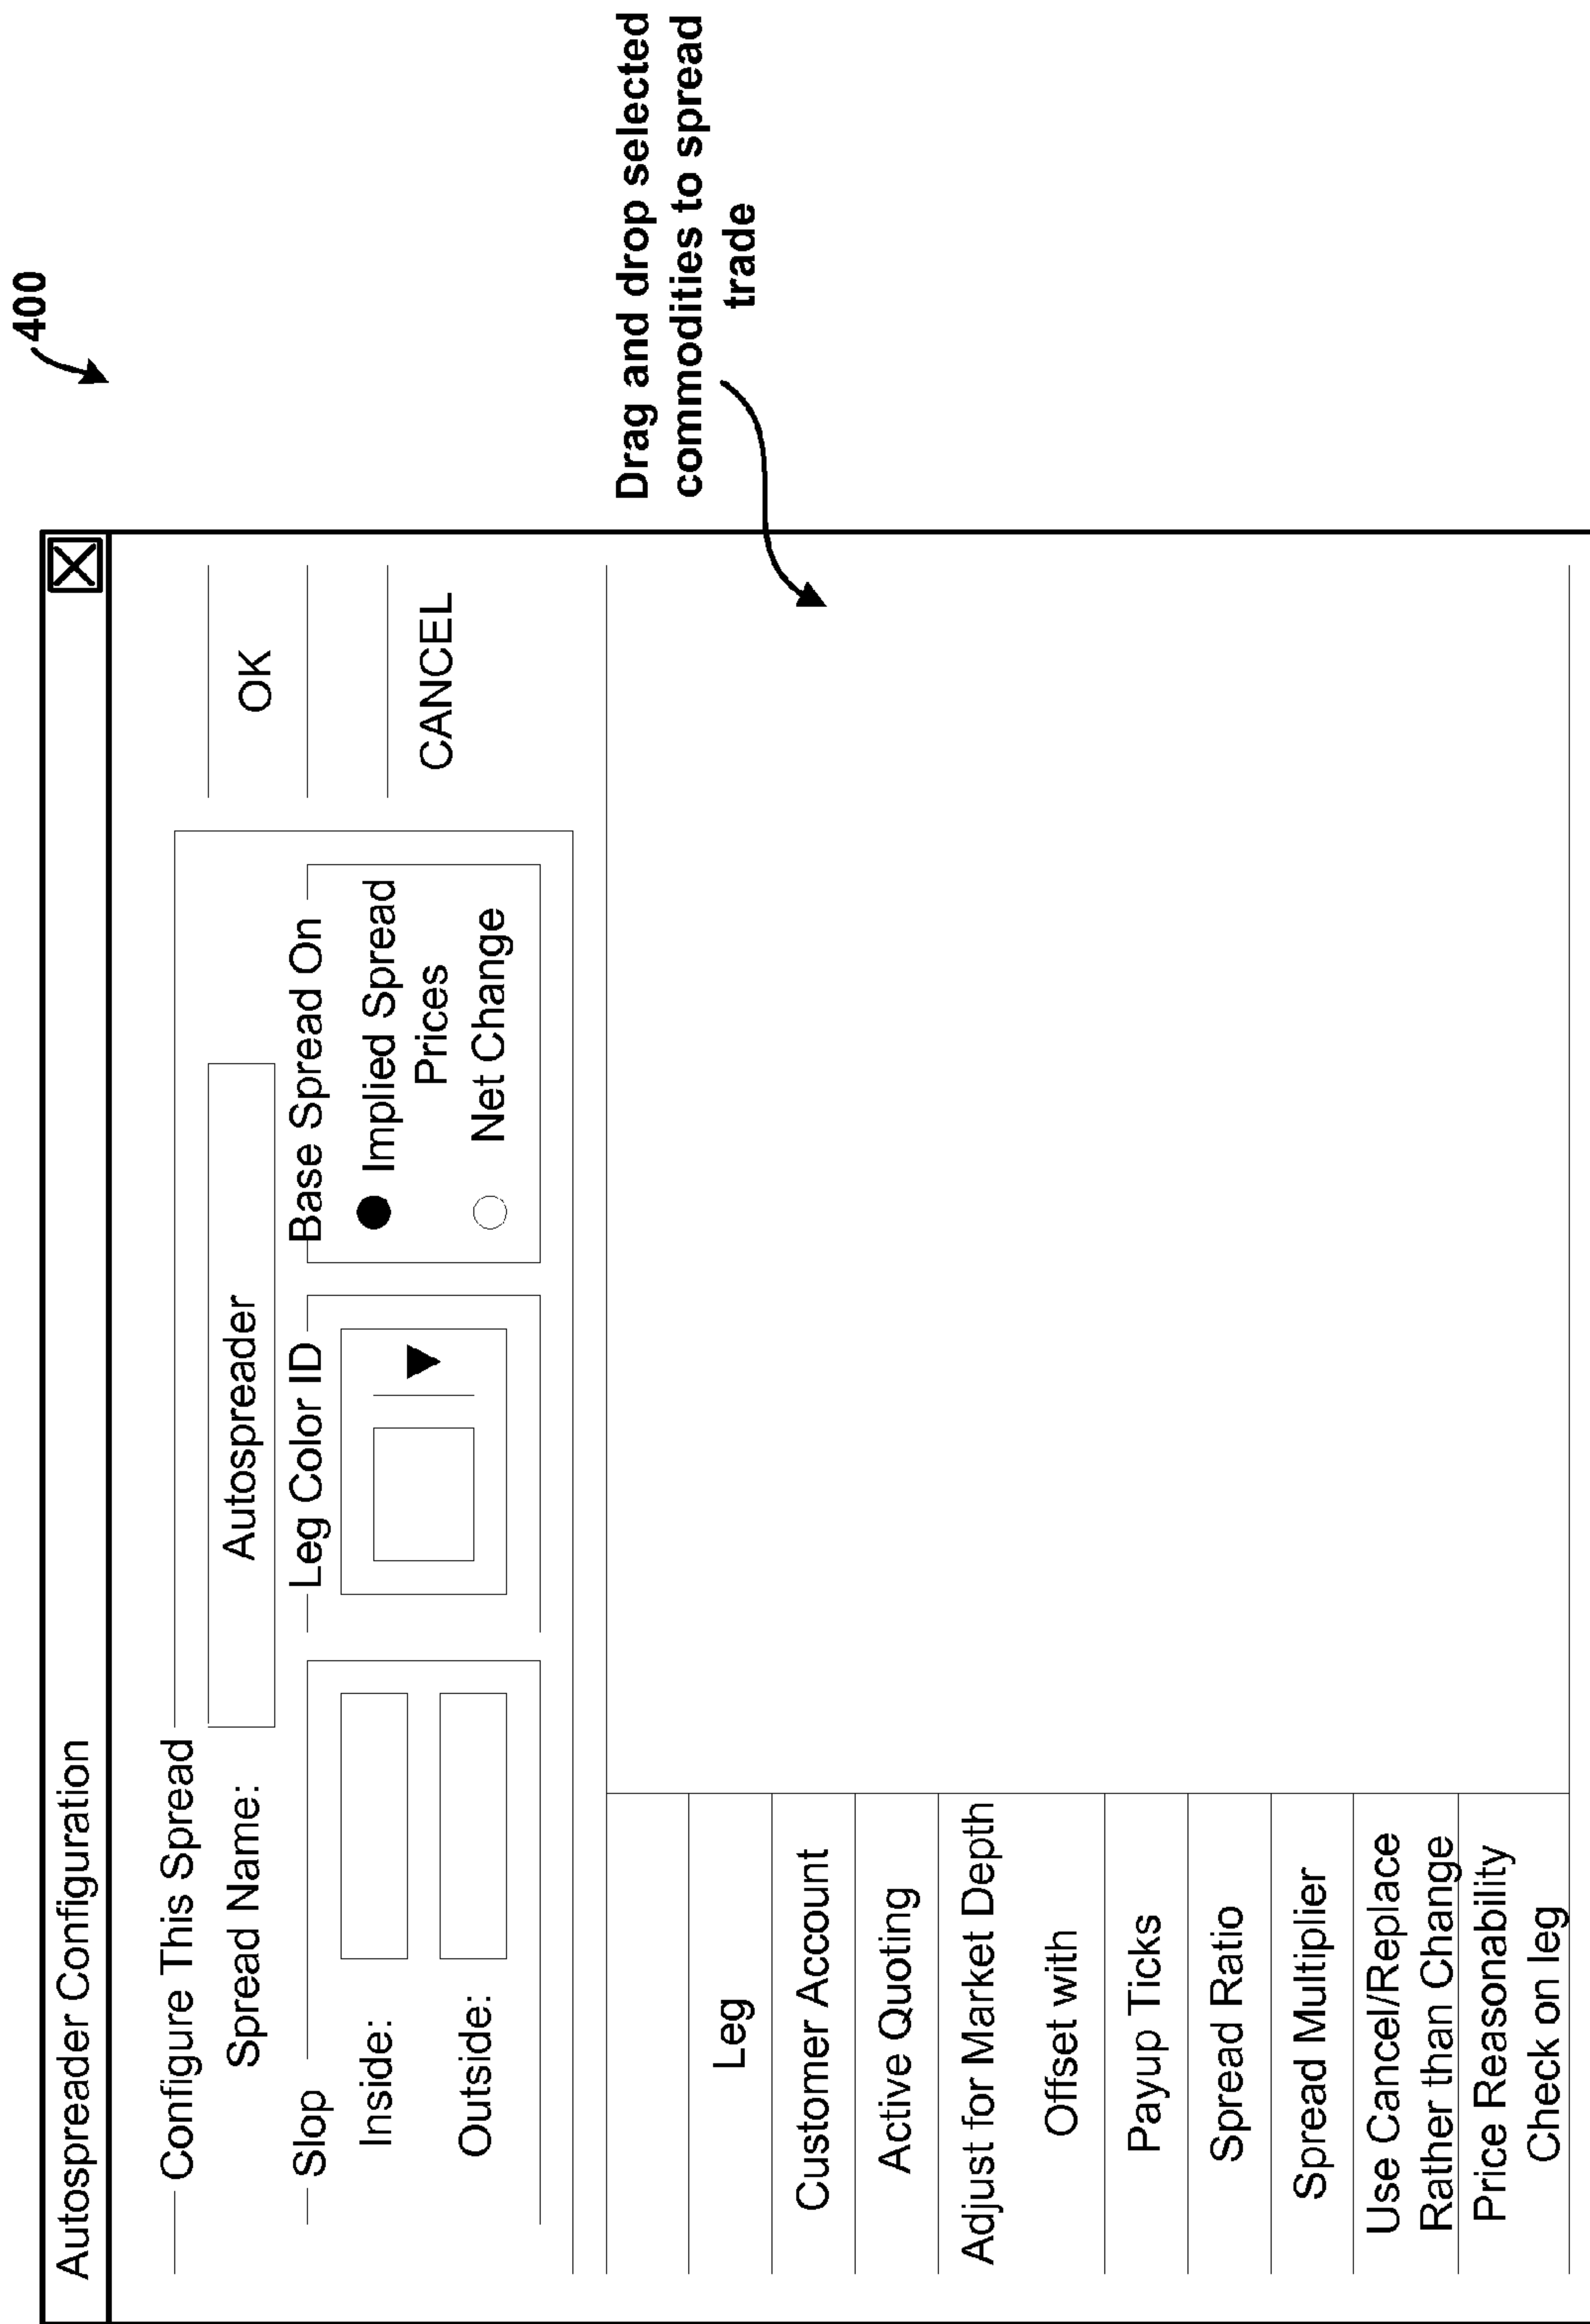 400
Autospreader Configuration
Configure This Spread
Spread Name:
Autospreader
OK
Slop
Leg Color ID
Base Spread On
Inside:
Implied Spread
Prices
Outside:
Net Change
CANCEL
Drag and drop selected
commodities to spread
trade
Leg
Customer Account
Active Quoting
Adjust for Market Depth
Offset with
Payup Ticks
Spread Ratio
Spread Multiplier
Use Cancel/Replace
Rather than Change
Price Reasonability
Check on leg